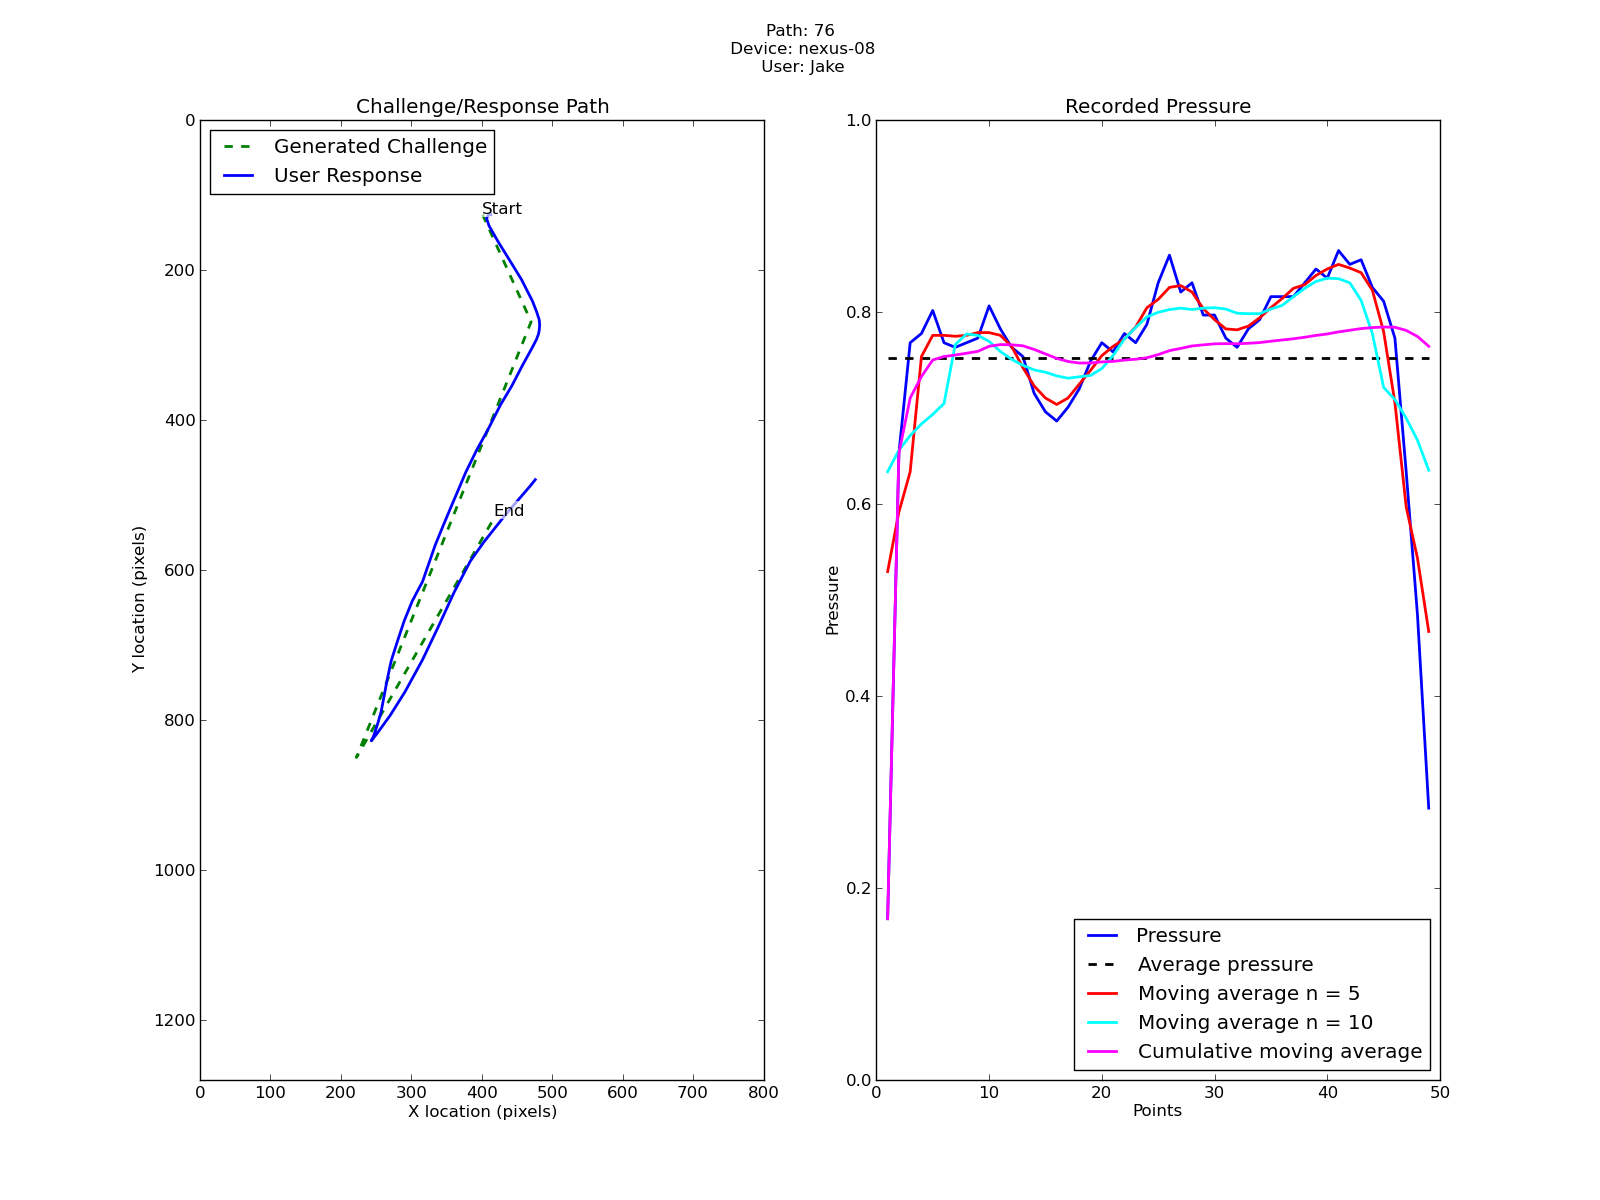 Path: 76
Device: nexus-08
User: Jake
Challenge/Response Path
0
200
400
600
800
1000
1200
Y location (pixels)
Generated Challenge
User Response
Start
End
0 100 200 300 400 500 600 700 800
X location (pixels)
Recorded Pressure
1.0
0.8
0.6
0.4
0.2
0.0
Pressure
Pressure
Average pressure
Moving average n = 5
Moving average n = 10
Cumulative moving average
0 10 20 30 40 50
Points